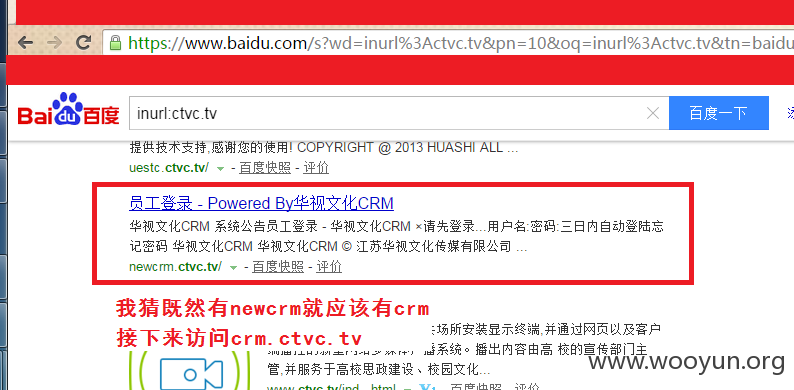 https://www.baidu.com/s?wd=inurl%3Actvc.tv&pn=10&oq=inurl%3Actvc.tv&tn=baidu
Bai du 百度
inurl:ctvc.tv
百度一下
提供技术支持,感谢您的使用! COPYRIGHT @ 2013 HUASHI ALL ...
uestc.ctvc.tv/ - 百度快照 - 评价
员工登录 - Powered By华视文化CRM
华视文化CRM 系统公告员工登录 - 华视文化CRM ×请先登录...用户名:密码:三日内自动登陆忘
记密码 华视文化CRM 华视文化CRM © 江苏华视文化传媒有限公司 ...
newcrm.ctvc.tv/ - 百度快照 - 评价
我猜既然有newcrm就应该有crm
接下来访问crm.ctvc.tv
场所安装显示终端,并通过网页以及客户
播系统。播出内容由高 校的宣传部门主
管,并服务于高校思政建设、校园文化...
www.ctvc.tv/ind...html - V1 - 百度快照 - 评价
www.wooyun.org